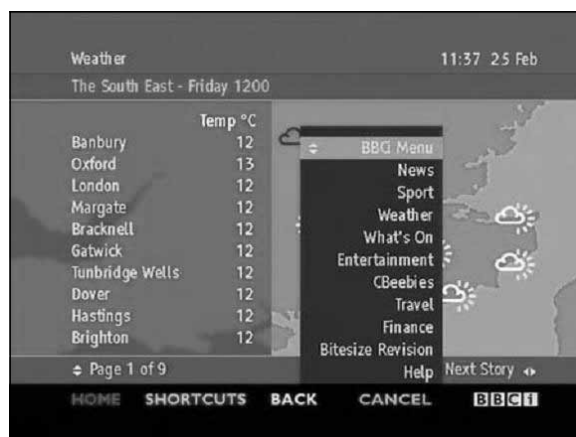 Weather 11:37 25 Feb
The South East - Friday 1200
Temp °C
Banbury 12
Oxford 13
London 12
Margate 12
Bracknell 12
Gatwick 12
Tunbridge Wells 12
Dover 12
Hastings 12
Brighton 12
BBCi Menu
News
Sport
Weather
What's On
Entertainment
CBeebies
Travel
Finance
Bitesize Revision
Help
Page 1 of 9 Next Story
HOME SHORTCUTS BACK CANCEL BBCi